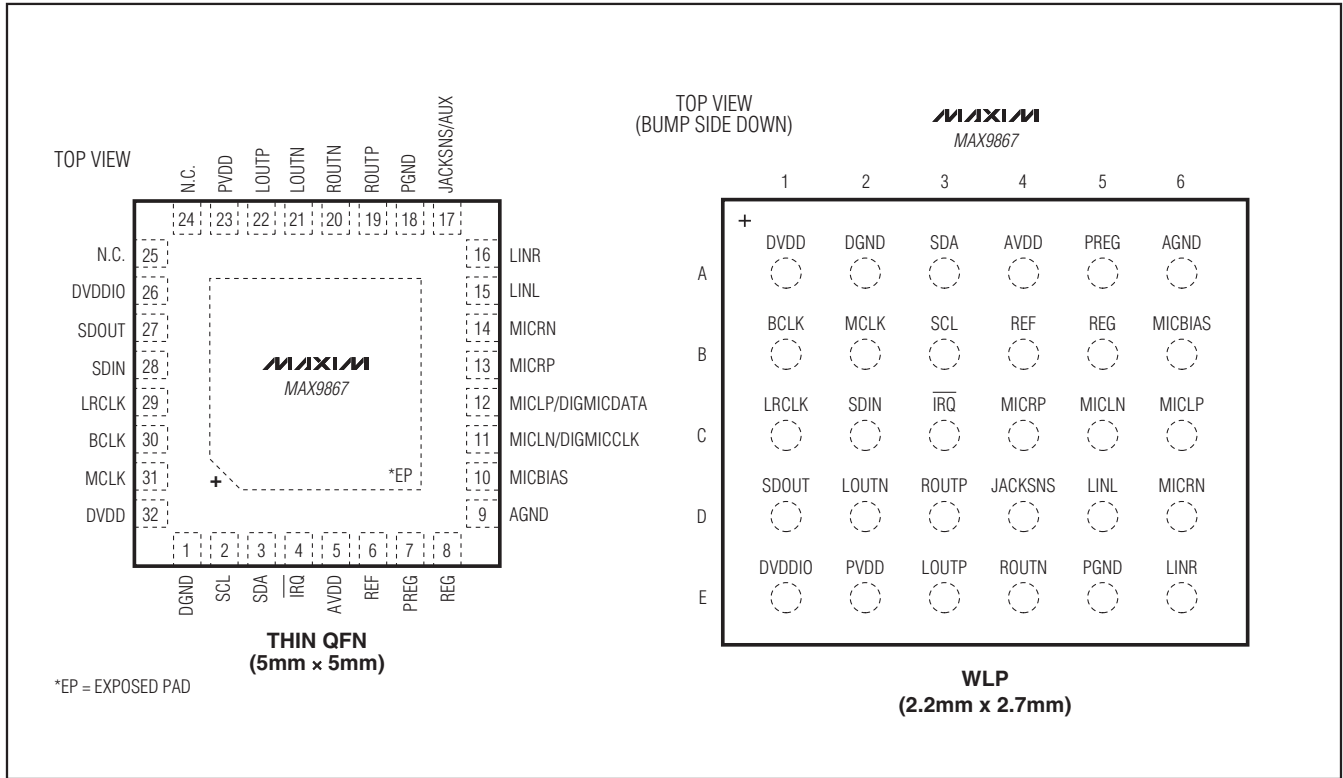 TOP VIEW
N.C.
PVDD
LOUTP
LOUTN
ROUTN
ROUTP
PGND
JACKSNS/AUX
24 23 22 21 20 19 18 17
N.C. 25
DVDDIO 26
SDOUT 27
SDIN 28
LRCLK 29
BCLK 30
MCLK 31
DVDD 32
MAXIM
MAX9867
+
*EP
16 LINR
15 LINL
14 MICRN
13 MICRP
12 MICLP/DIGMICDATA
11 MICLN/DIGMICCLK
10 MICBIAS
9 AGND
1 2 3 4 5 6 7 8
DGND
SCL
SDA
IRQ
AVDD
REF
PREG
REG
THIN QFN
(5mm × 5mm)
*EP = EXPOSED PAD
TOP VIEW
(BUMP SIDE DOWN)
MAXIM
MAX9867
1 2 3 4 5 6
+
A DVDD DGND SDA AVDD PREG AGND
B BCLK MCLK SCL REF REG MICBIAS
C LRCLK SDIN IRQ MICRP MICLN MICLP
D SDOUT LOUTN ROUTP JACKSNS LINL MICRN
E DVDDIO PVDD LOUTP ROUTN PGND LINR
WLP
(2.2mm x 2.7mm)